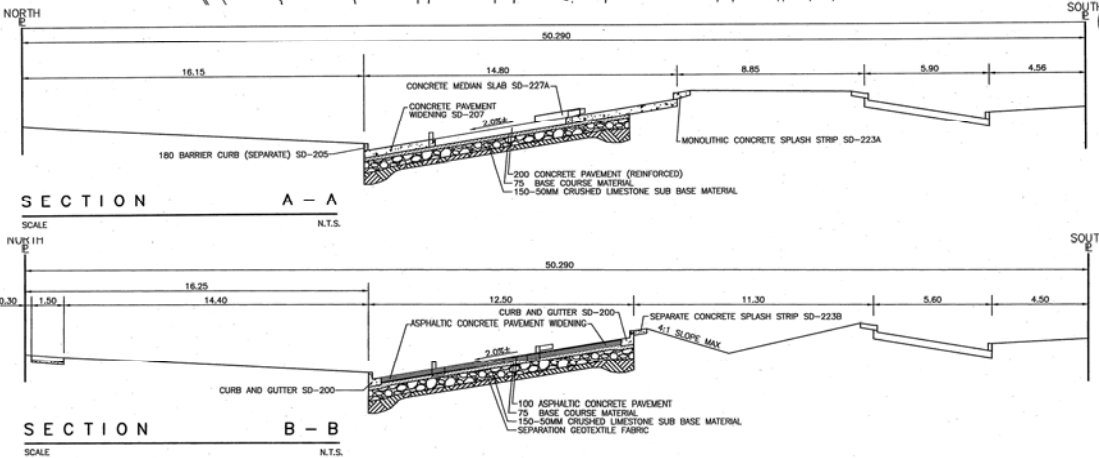 NORTH
SOUTH
P
P
50.290
16.15
14.80
8.85
5.90
4.56
CONCRETE MEDIAN SLAB SD-227A
CONCRETE PAVEMENT
WIDENING SD-207
2.0%±
180 BARRIER CURB (SEPARATE) SD-205
MONOLITHIC CONCRETE SPLASH STRIP SD-223A
200 CONCRETE PAVEMENT (REINFORCED)
75 BASE COURSE MATERIAL
150-50MM CRUSHED LIMESTONE SUB BASE MATERIAL
SECTION A - A
SCALE N.T.S.
NORTH
SOUT
P
P
50.290
16.25
0.30
1.50
14.40
12.50
11.30
5.60
4.50
CURB AND GUTTER SD-200
ASPHALTIC CONCRETE PAVEMENT WIDENING
SEPARATE CONCRETE SPLASH STRIP SD-223B
4:1 SLOPE MAX
2.0%±
CURB AND GUTTER SD-200
100 ASPHALTIC CONCRETE PAVEMENT
75 BASE COURSE MATERIAL
150-50MM CRUSHED LIMESTONE SUB BASE MATERIAL
SEPARATION GEOTEXTILE FABRIC
SECTION B - B
SCALE N.T.S.